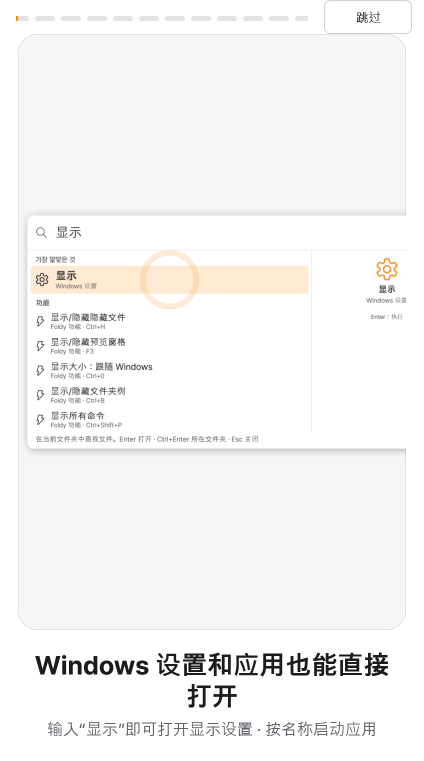 跳过
显示
가장 알맞은 것
显示
Windows 设置
功能
显示/隐藏隐藏文件
Foldy 功能 · Ctrl+H
显示/隐藏预览窗格
Foldy 功能 · F3
显示大小：跟随 Windows
Foldy 功能 · Ctrl+0
显示/隐藏文件夹树
Foldy 功能 · Ctrl+B
显示所有命令
Foldy 功能 · Ctrl+Shift+P
显示
Windows 设置
Enter：执行
在当前文件夹中查找文件。Enter 打开 · Ctrl+Enter 所在文件夹 · Esc 关闭
Windows 设置和应用也能直接
打开
输入“显示”即可打开显示设置 · 按名称启动应用